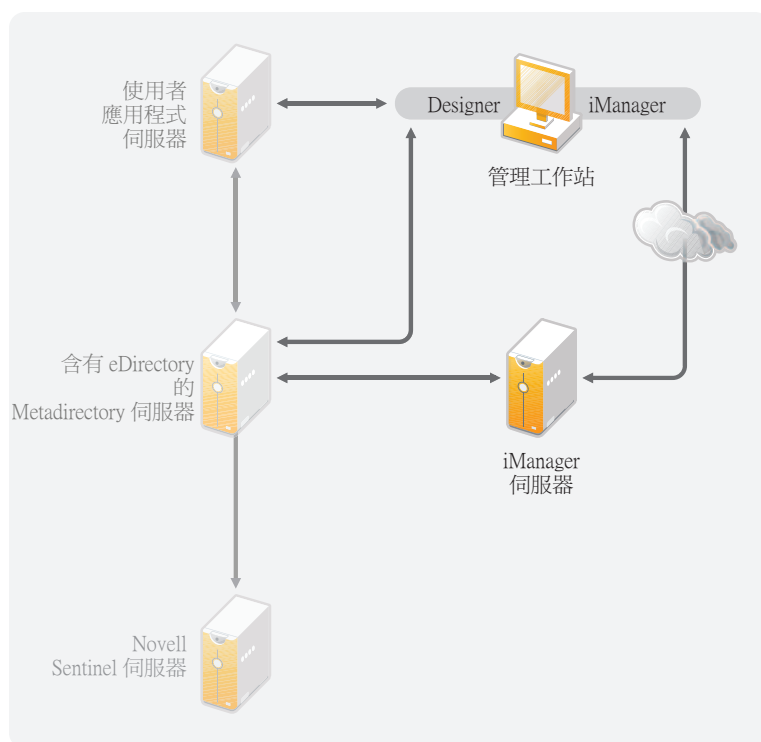 使用者
應用程式
伺服器
Designer
iManager
管理工作站
含有 eDirectory
的
Metadirectory 伺服器
iManager
伺服器
Novell
Sentinel 伺服器